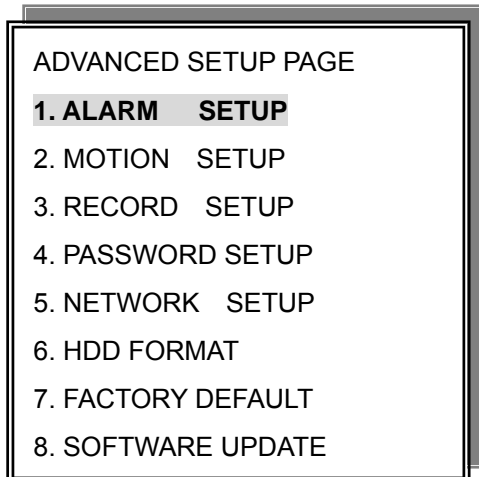 ADVANCED SETUP PAGE
1. ALARM SETUP
2. MOTION SETUP
3. RECORD SETUP
4. PASSWORD SETUP
5. NETWORK SETUP
6. HDD FORMAT
7. FACTORY DEFAULT
8. SOFTWARE UPDATE